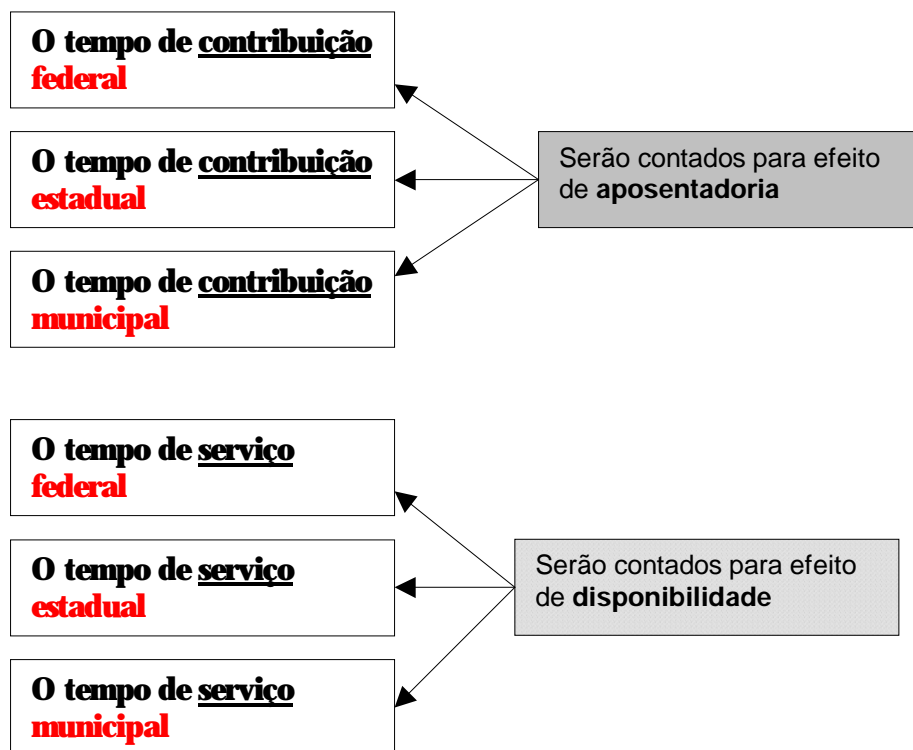 O tempo de contribuição
federal
O tempo de contribuição
estadual
Serão contados para efeito
de aposentadoria
O tempo de contribuição
municipal
O tempo de serviço
federal
O tempo de serviço
estadual
Serão contados para efeito
de disponibilidade
O tempo de serviço
municipal